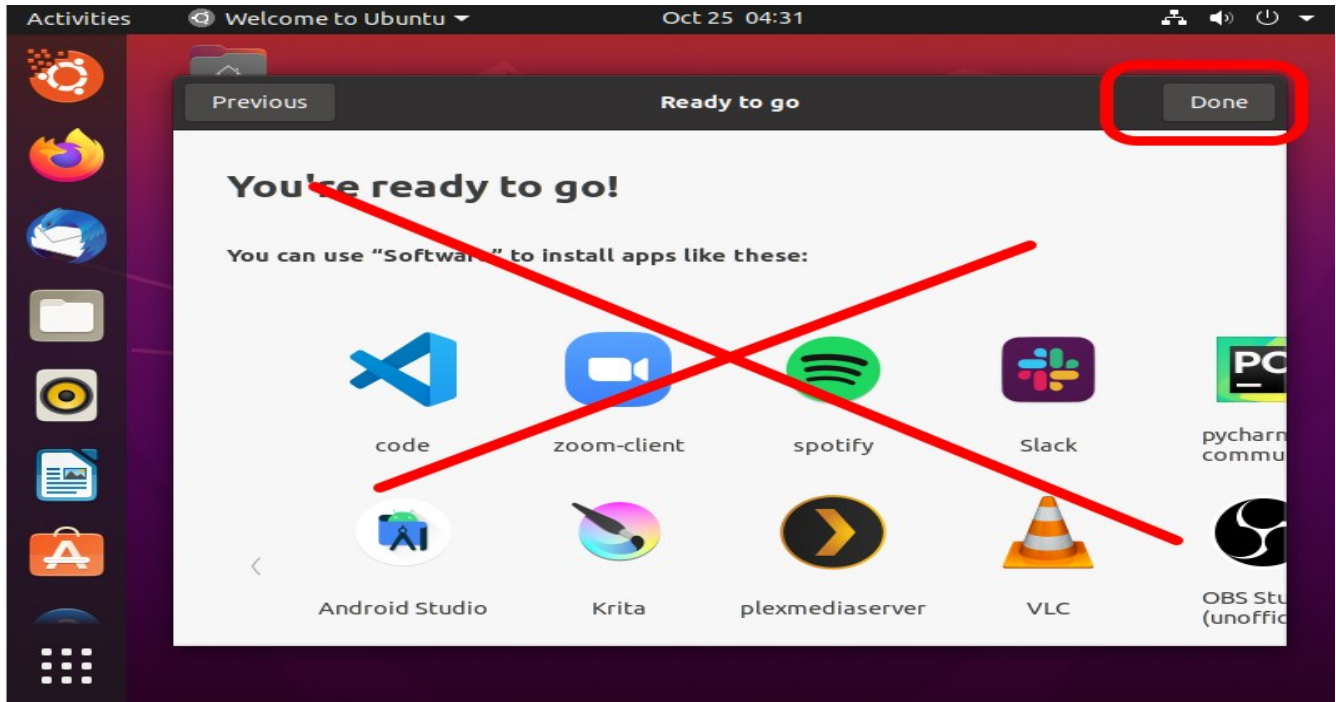 Activities Welcome to Ubuntu Oct 25 04:31
Previous Ready to go Done
You're ready to go!
You can use “Software” to install apps like these:
PC
code zoom-client spotify Slack pycharm
commu
Android Studio Krita plexmediaserver VLC OBS Stu
(unoffic